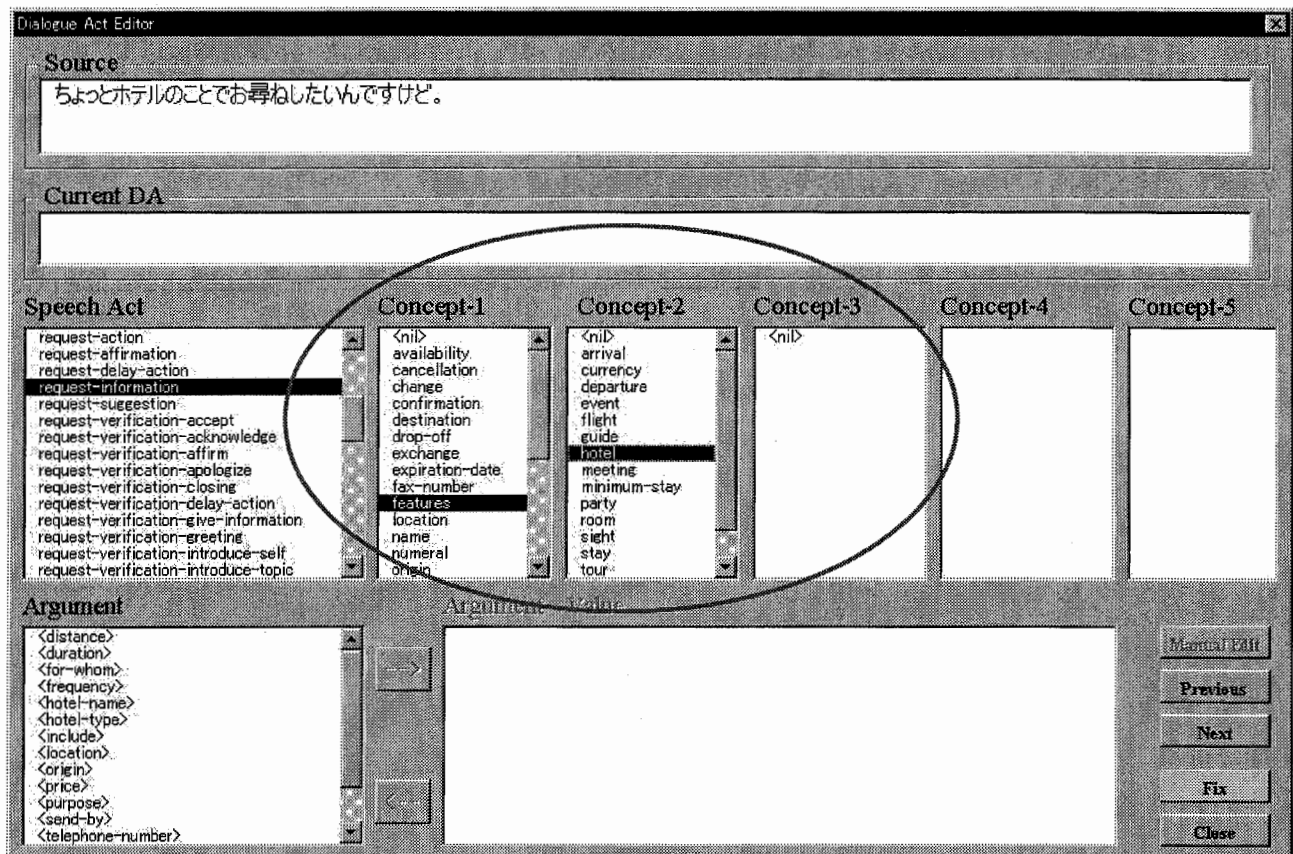 Dialogue Act Editor
Source
ちょっとホテルのことでお尋ねしたいんですけど。
Current DA
Speech Act
Concept-1
Concept-2
Concept-3
Concept-4
Concept-5
request-action
request-affirmation
request-delay-action
request-information
request-suggestion
request-verification-accept
request-verification-acknowledge
request-verification-affirm
request-verification-apologize
request-verification-closing
request-verification-delay-action
request-verification-give-information
request-verification-greeting
request-verification-introduce-self
request-verification-introduce-topic
<nil>
availability
cancellation
change
confirmation
destination
drop-off
exchange
expiration-date
fax-number
features
location
name
numeral
origin
<nil>
arrival
currency
departure
event
flight
guide
hotel
meeting
minimum-stay
party
room
sight
stay
tour
<nil>
Argument
Argument Value
<distance>
<duration>
<for-whom>
<frequency>
<hotel-name>
<hotel-type>
<include>
<location>
<origin>
<price>
<purpose>
<send-by>
<telephone-number>
-->
<--
Manual Edit
Previous
Next
Fix
Close